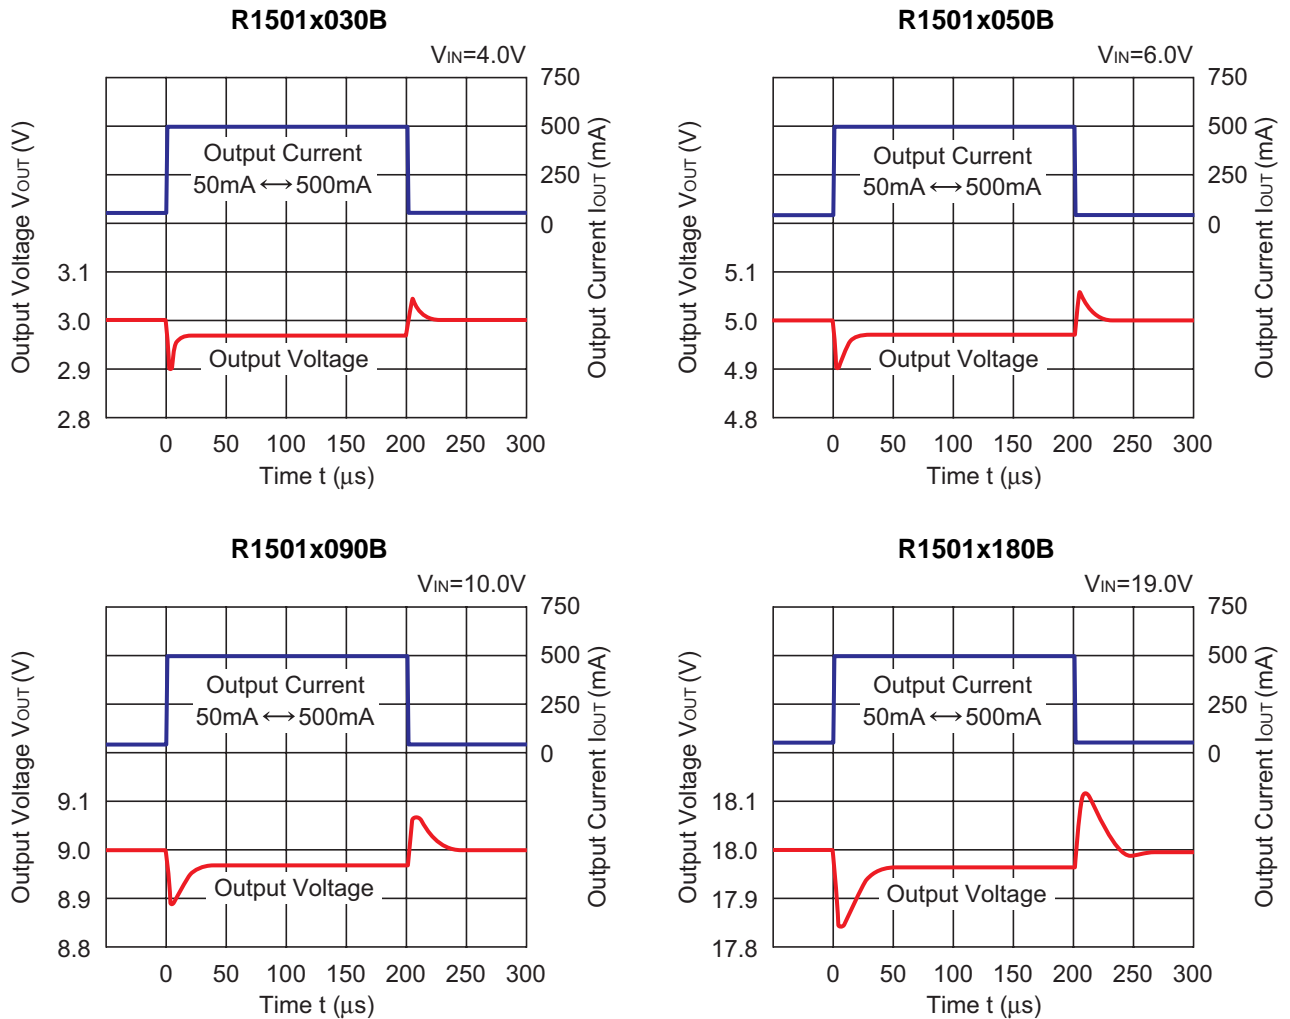 R1501x030B
VIN=4.0V
Output Voltage VOUT (V)
3.1
3.0
2.9
2.8
750
500
250
0
Output Current IOUT (mA)
Output Current
50mA ↔ 500mA
Output Voltage
0 50 100 150 200 250 300
Time t (μs)
R1501x050B
VIN=6.0V
Output Voltage VOUT (V)
5.1
5.0
4.9
4.8
750
500
250
0
Output Current IOUT (mA)
Output Current
50mA ↔ 500mA
Output Voltage
0 50 100 150 200 250 300
Time t (μs)
R1501x090B
VIN=10.0V
Output Voltage VOUT (V)
9.1
9.0
8.9
8.8
750
500
250
0
Output Current IOUT (mA)
Output Current
50mA ↔ 500mA
Output Voltage
0 50 100 150 200 250 300
Time t (μs)
R1501x180B
VIN=19.0V
Output Voltage VOUT (V)
18.1
18.0
17.9
17.8
750
500
250
0
Output Current IOUT (mA)
Output Current
50mA ↔ 500mA
Output Voltage
0 50 100 150 200 250 300
Time t (μs)